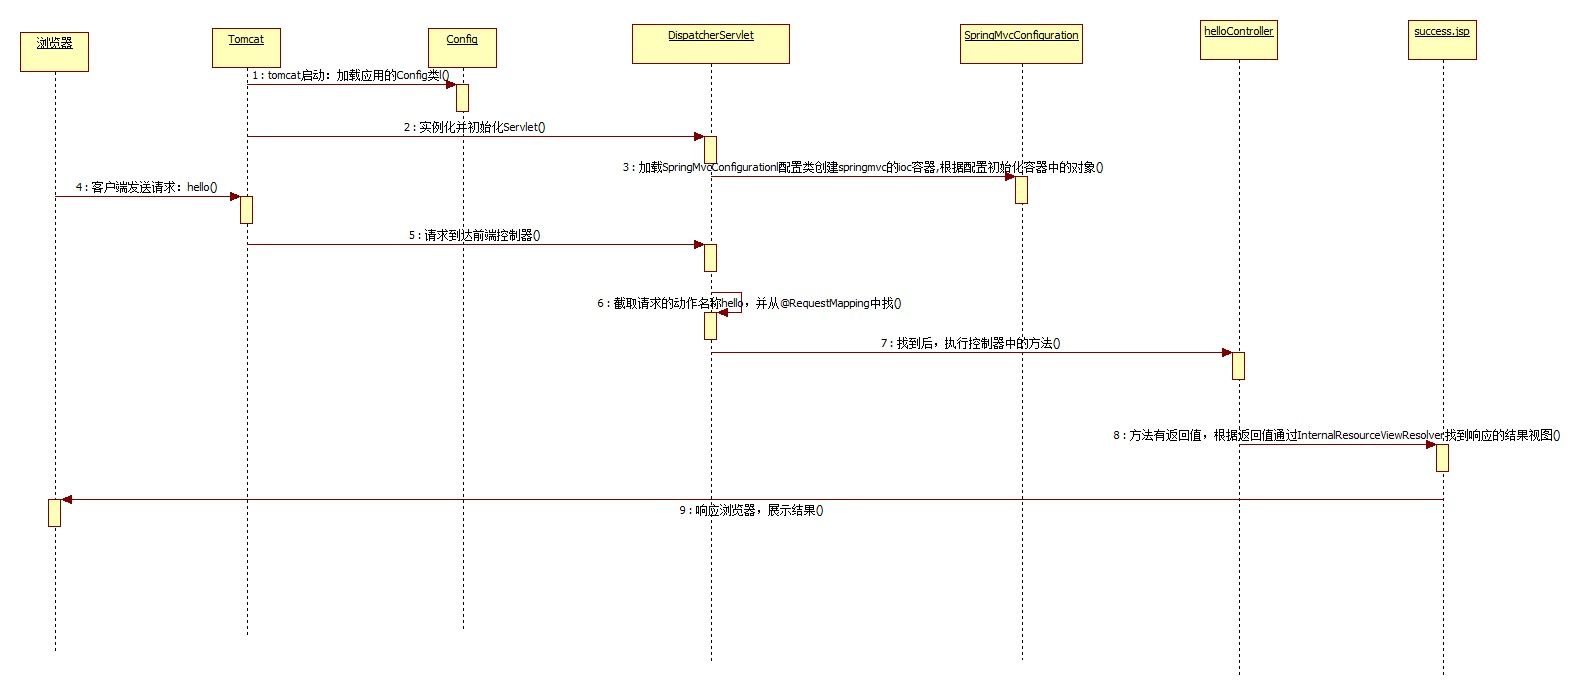 浏览器
Tomcat
Config
DispatcherServlet
SpringMvcConfiguration
helloController
success.jsp
1 : tomcat启动：加载应用的Config类l()
2 : 实例化并初始化Servlet()
3 : 加载SpringMvcConfigurationl配置类创建springmvc的ioc容器,根据配置初始化容器中的对象()
4 : 客户端发送请求：hello()
5 : 请求到达前端控制器()
6 : 截取请求的动作名称hello，并从@RequestMapping中找()
7 : 找到后，执行控制器中的方法()
8 : 方法有返回值，根据返回值通过InternalResourceViewResolver找到响应的结果视图()
9 : 响应浏览器，展示结果()